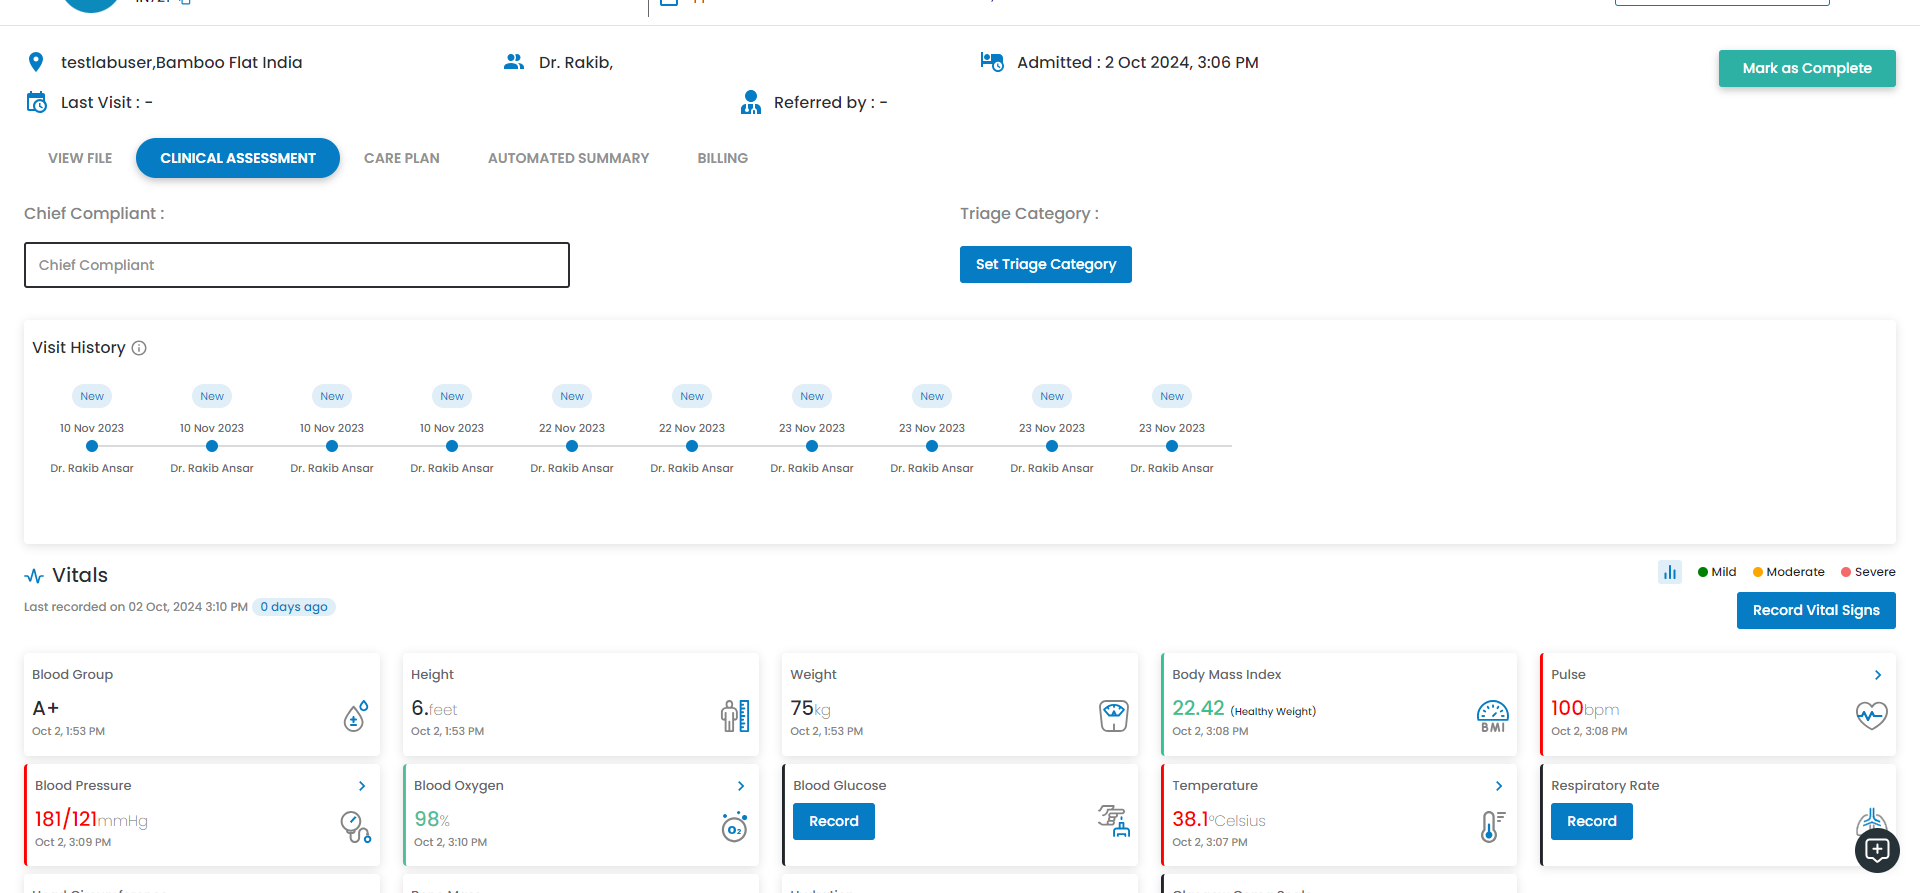 testlabuser,Bamboo Flat India
Dr. Rakib,
Admitted : 2 Oct 2024, 3:06 PM
Mark as Complete
Last Visit : -
Referred by : -
VIEW FILE
CLINICAL ASSESSMENT
CARE PLAN
AUTOMATED SUMMARY
BILLING
Chief Compliant :
Triage Category :
Chief Compliant
Set Triage Category
Visit History
New
New
New
New
New
New
New
New
New
New
10 Nov 2023
10 Nov 2023
10 Nov 2023
10 Nov 2023
22 Nov 2023
22 Nov 2023
23 Nov 2023
23 Nov 2023
23 Nov 2023
23 Nov 2023
Dr. Rakib Ansar
Dr. Rakib Ansar
Dr. Rakib Ansar
Dr. Rakib Ansar
Dr. Rakib Ansar
Dr. Rakib Ansar
Dr. Rakib Ansar
Dr. Rakib Ansar
Dr. Rakib Ansar
Dr. Rakib Ansar
Vitals
Mild
Moderate
Severe
Last recorded on 02 Oct, 2024 3:10 PM
0 days ago
Record Vital Signs
Blood Group
A+
Oct 2, 1:53 PM
Height
6.feet
Oct 2, 1:53 PM
Weight
75kg
Oct 2, 1:53 PM
Body Mass Index
22.42 (Healthy Weight)
Oct 2, 3:08 PM
BMI
Pulse
100bpm
Oct 2, 3:08 PM
Blood Pressure
181/121mmHg
Oct 2, 3:09 PM
Blood Oxygen
98%
Oct 2, 3:10 PM
O2
Blood Glucose
Record
Temperature
38.1°Celsius
Oct 2, 3:07 PM
Respiratory Rate
Record